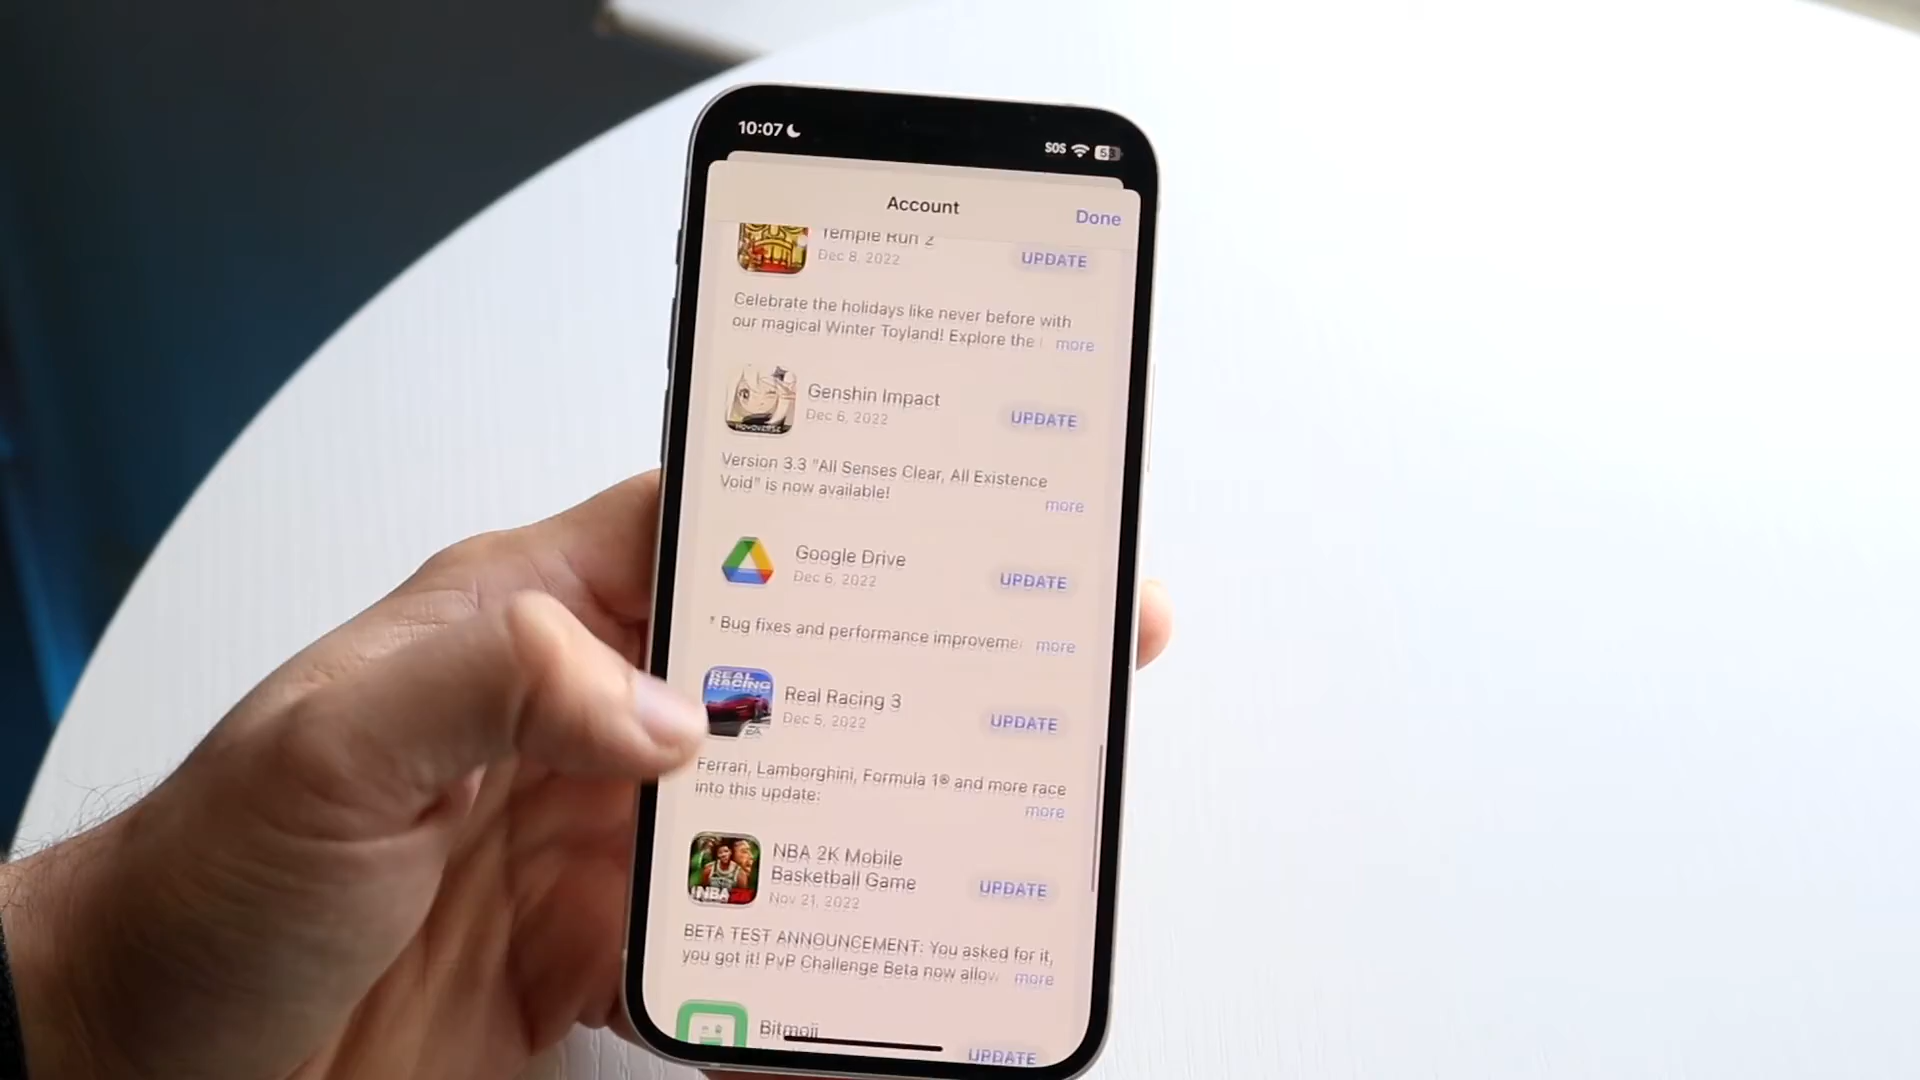 10:07
SOS
53
Account
Done
Temple Run 2
Dec 8, 2022
UPDATE
Celebrate the holidays like never before with
our magical Winter Toyland! Explore the
more
Genshin Impact
Dec 6, 2022
UPDATE
HOYOVERSE
Version 3.3 "All Senses Clear, All Existence
Void" is now available!
more
Google Drive
Dec 6, 2022
UPDATE
* Bug fixes and performance improveme
more
REAL
RACING
Real Racing 3
Dec 5, 2022
UPDATE
Ferrari, Lamborghini, Formula 1® and more race
into this update:
more
NBA 2K Mobile
Basketball Game
Nov 21, 2022
UPDATE
NBA
BETA TEST ANNOUNCEMENT: You asked for it,
you got it! PvP Challenge Beta now allow
more
Bitmoji
UPDATE